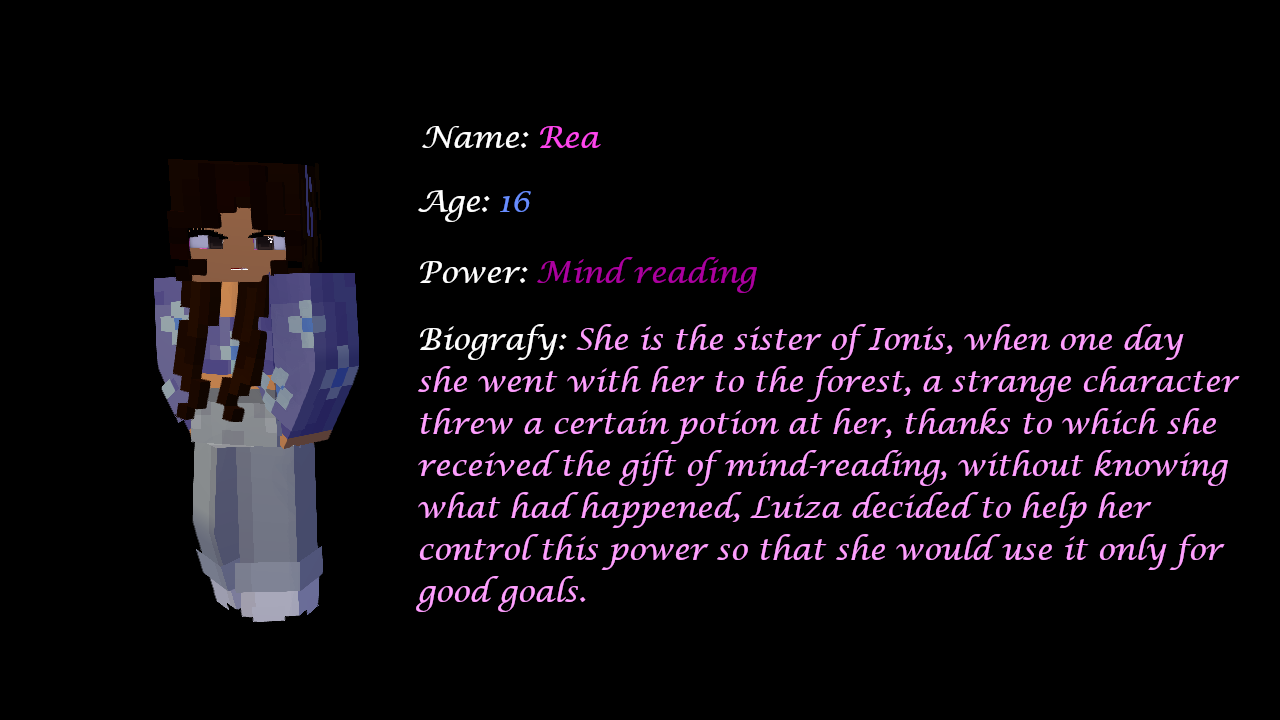 Name: Rea
Age: 16
Power: Mind reading
Biografy: She is the sister of Ionis, when one day
she went with her to the forest, a strange character
threw a certain potion at her, thanks to which she
received the gift of mind-reading, without knowing
what had happened, Luiza decided to help her
control this power so that she would use it only for
good goals.